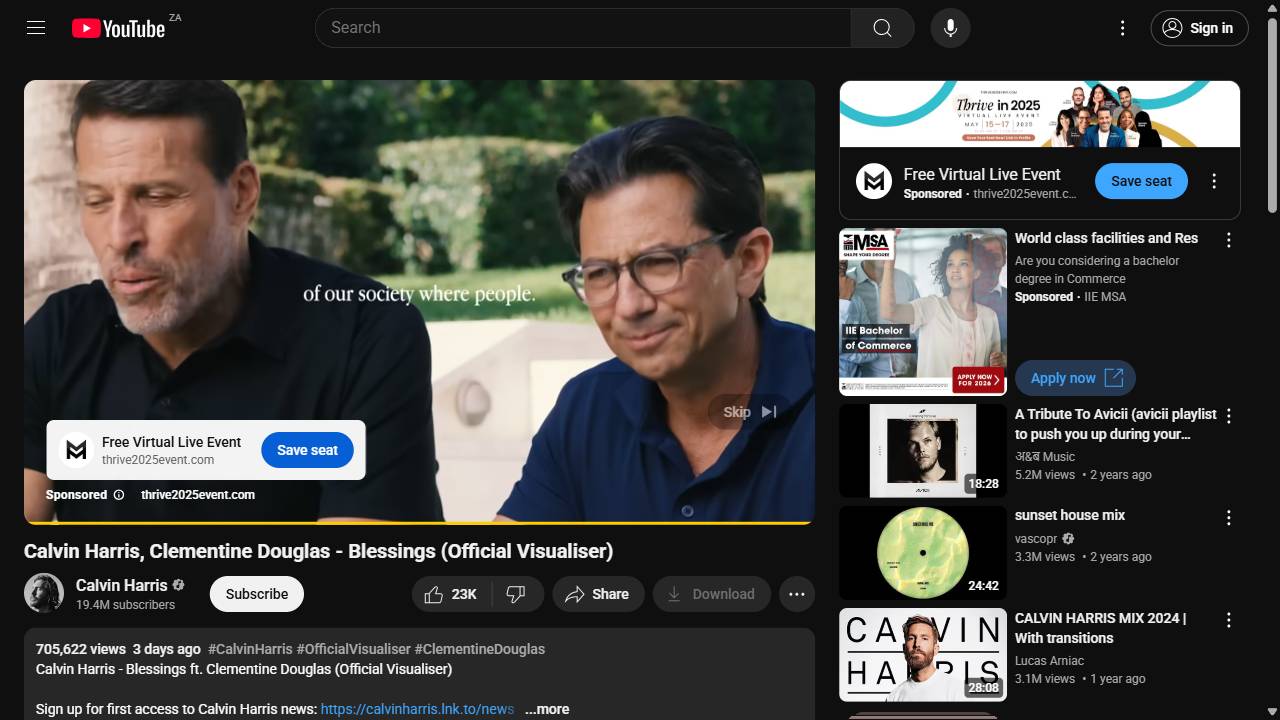 YouTube ZA
Search
Sign in
of our society where people.
Skip
Free Virtual Live Event
thrive2025event.com
Save seat
Sponsored
thrive2025event.com
Calvin Harris, Clementine Douglas - Blessings (Official Visualiser)
Calvin Harris
19.4M subscribers
Subscribe
23K
Share
Download
705,622 views 3 days ago #CalvinHarris #OfficialVisualiser #ClementineDouglas
Calvin Harris - Blessings ft. Clementine Douglas (Official Visualiser)
Sign up for first access to Calvin Harris news: https://calvinharris.lnk.to/news ...more
Thrive in 2025
VIRTUAL LIVE EVENT
MAY | 15–17 | 2025
Free Virtual Live Event
Sponsored · thrive2025event.c...
Save seat
MSA
SHAPE YOUR DEGREE
IIE Bachelor
of Commerce
APPLY NOW
FOR 2026
World class facilities and Res
Are you considering a bachelor
degree in Commerce
Sponsored · IIE MSA
Apply now
18:28
A Tribute To Avicii (avicii playlist
to push you up during your…
अ&ब Music
5.2M views • 2 years ago
24:42
sunset house mix
vascopr
3.3M views • 2 years ago
CALVIN
HARRIS
28:08
CALVIN HARRIS MIX 2024 |
With transitions
Lucas Arniac
3.1M views • 1 year ago